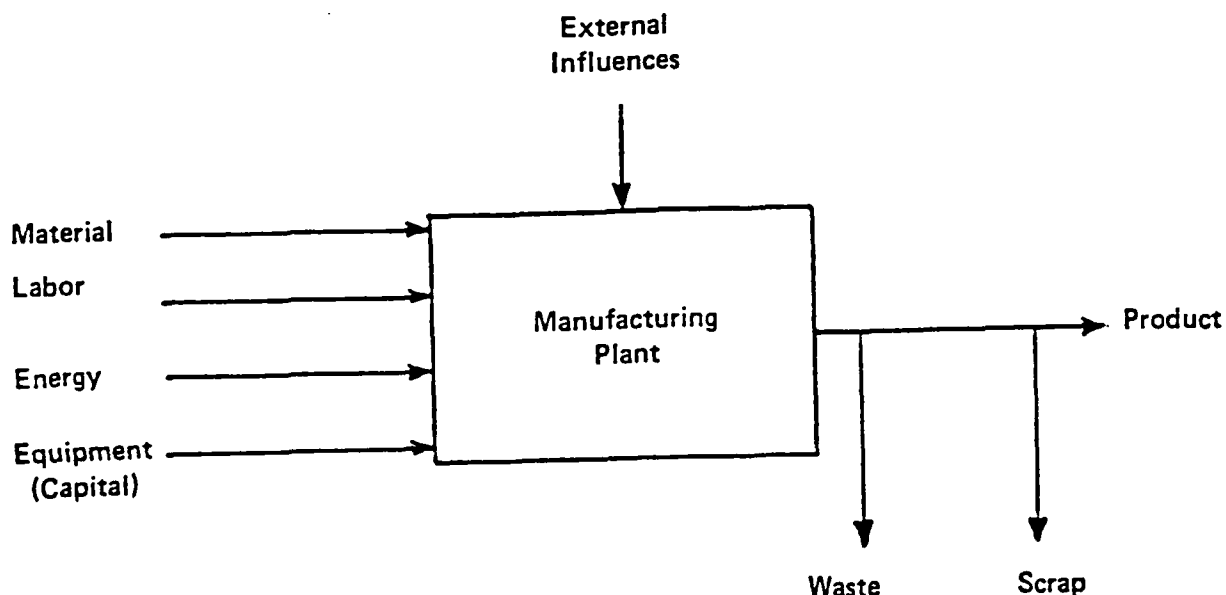 External
Influences
Material
Labor
Energy
Equipment
(Capital)
Manufacturing
Plant
Product
Waste
Scrap